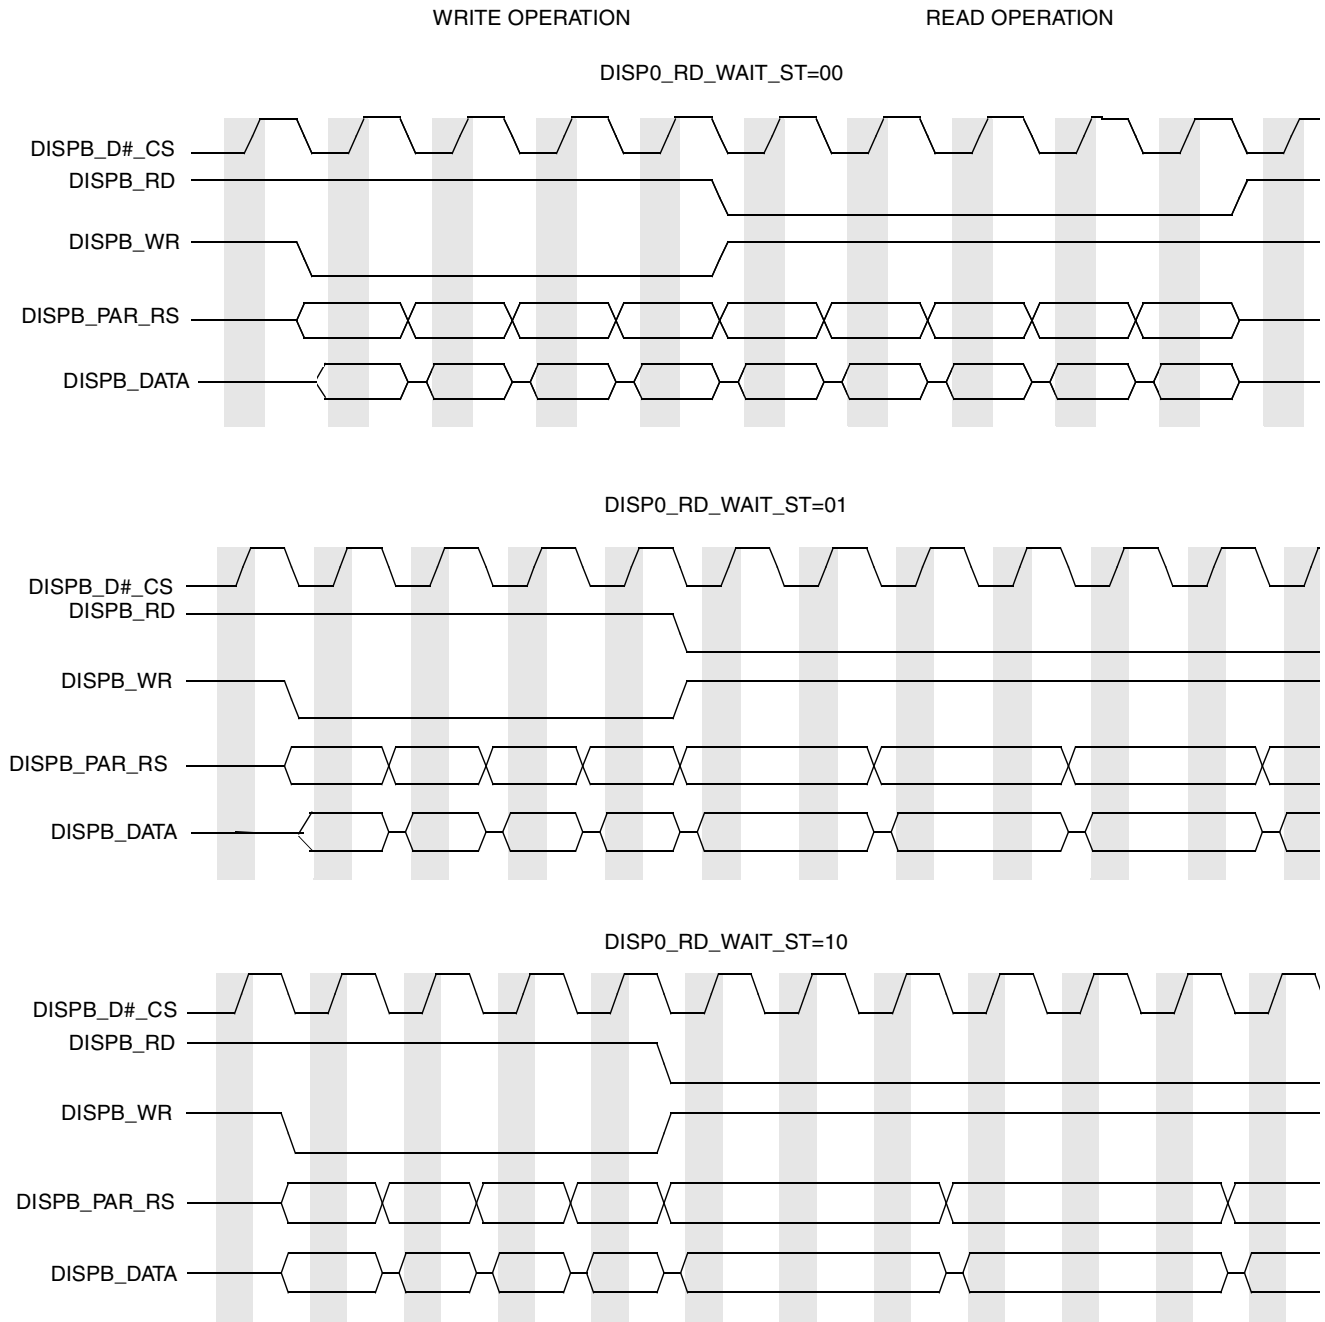 WRITE OPERATION
READ OPERATION
DISP0_RD_WAIT_ST=00
DISPB_D#_CS
DISPB_RD
DISPB_WR
DISPB_PAR_RS
DISPB_DATA
DISP0_RD_WAIT_ST=01
DISPB_D#_CS
DISPB_RD
DISPB_WR
DISPB_PAR_RS
DISPB_DATA
DISP0_RD_WAIT_ST=10
DISPB_D#_CS
DISPB_RD
DISPB_WR
DISPB_PAR_RS
DISPB_DATA